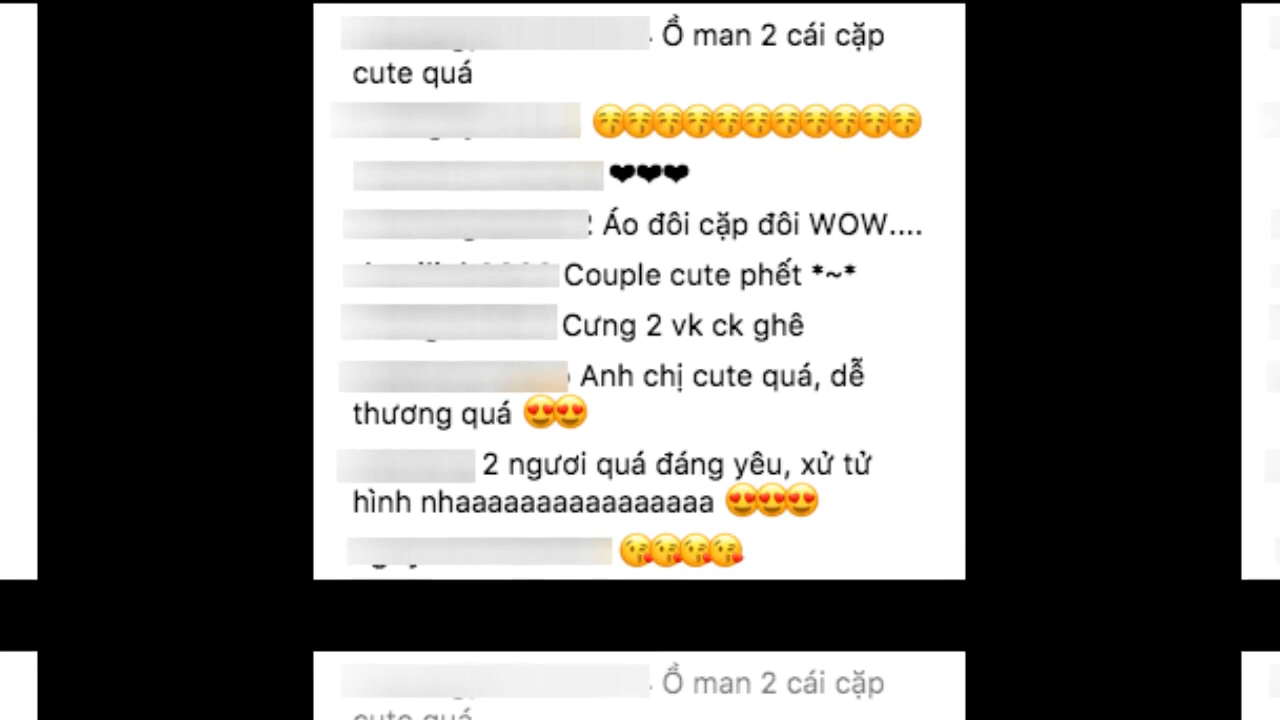 Ổ man 2 cái cặp
cute quá
😚😚😚😚😚😚😚😚😚😚😚
❤❤❤
Áo đôi cặp đôi WOW....
Couple cute phết *~*
Cưng 2 vk ck ghê
Anh chị cute quá, dễ
thương quá 😍😍
2 ngươi quá đáng yêu, xử tử
hình nhaaaaaaaaaaaaaaaa 😍😍😍
😘😘😘😘
Ổ man 2 cái cặp